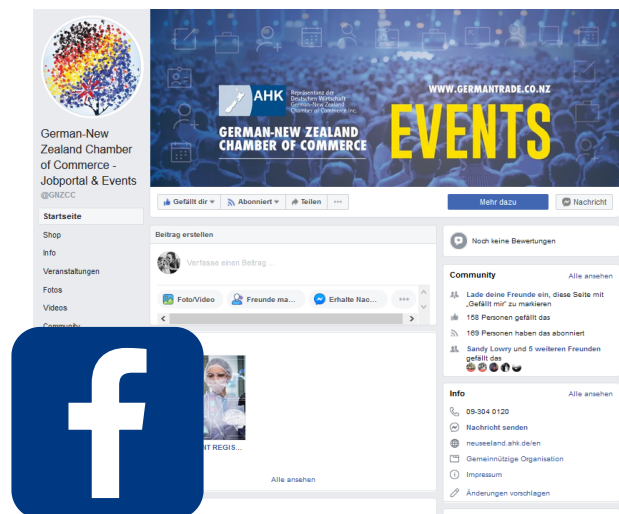 AHK
Repräsentanz der
Deutschen Wirtschaft
German-New Zealand
Chamber of Commerce Inc.
GERMAN-NEW ZEALAND
CHAMBER OF COMMERCE
WWW.GERMANTRADE.CO.NZ
EVENTS
German-New
Zealand Chamber
of Commerce -
Jobportal & Events
@GNZCC
Startseite
Shop
Info
Veranstaltungen
Fotos
Videos
Community
Gefällt dir
Abonniert
Teilen
Mehr dazu
Nachricht
Beitrag erstellen
Verfasse einen Beitrag ...
Foto/Video
Freunde ma...
Erhalte Nac...
NT REGIS...
Alle ansehen
Noch keine Bewertungen
Community
Alle ansehen
Lade deine Freunde ein, diese Seite mit
„Gefällt mir“ zu markieren
168 Personen gefällt das
169 Personen haben das abonniert
Sandy Lowry und 5 weiteren Freunden
gefällt das
Info
Alle ansehen
09-304 0120
Nachricht senden
neuseeland.ahk.de/en
Gemeinnützige Organisation
Impressum
Änderungen vorschlagen